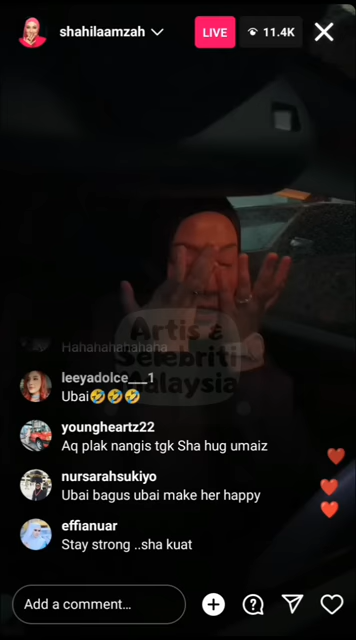 shahilaamzah
LIVE
11.4K
Hahahahahahaha
leeyadolce___1
Ubai🤣🤣🤣
youngheartz22
Aq plak nangis tgk Sha hug umaiz
nursarahsukiyo
Ubai bagus ubai make her happy
effianuar
Stay strong ..sha kuat
Artis &
Selebriti
Malaysia
Add a comment...